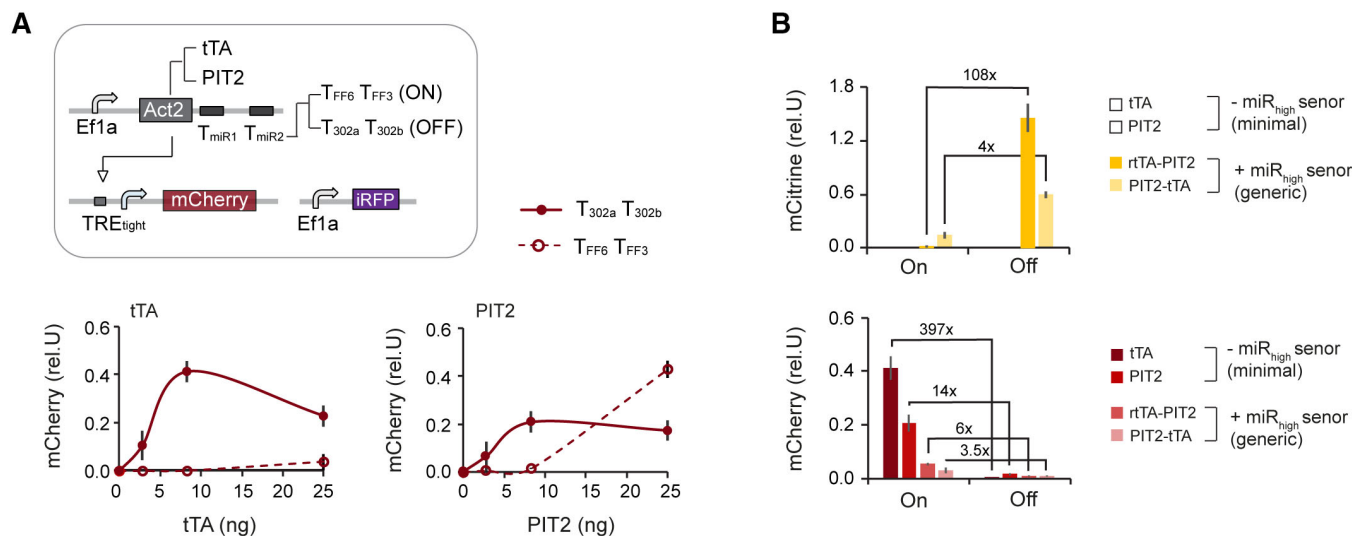 A
tTA
PIT2
Act2
Ef1a
TmiR1 TmiR2
TFF6 TFF3 (ON)
T302a T302b (OFF)
mCherry
TREtight
iRFP
Ef1a
T302a T302b
TFF6 TFF3
tTA
mCherry (rel.U)
0.6
0.4
0.2
0.0
0 5 10 15 20 25
tTA (ng)
PIT2
mCherry (rel.U)
0.6
0.4
0.2
0.0
0 5 10 15 20 25
PIT2 (ng)
B
mCitrine (rel.U)
1.8
1.2
0.6
0.0
108x
4x
On Off
tTA
PIT2
- miRhigh senor
(minimal)
rtTA-PIT2
PIT2-tTA
+ miRhigh senor
(generic)
mCherry (rel.U)
0.6
0.4
0.2
0.0
397x
14x
6x
3.5x
On Off
tTA
PIT2
- miRhigh senor
(minimal)
rtTA-PIT2
PIT2-tTA
+ miRhigh senor
(generic)